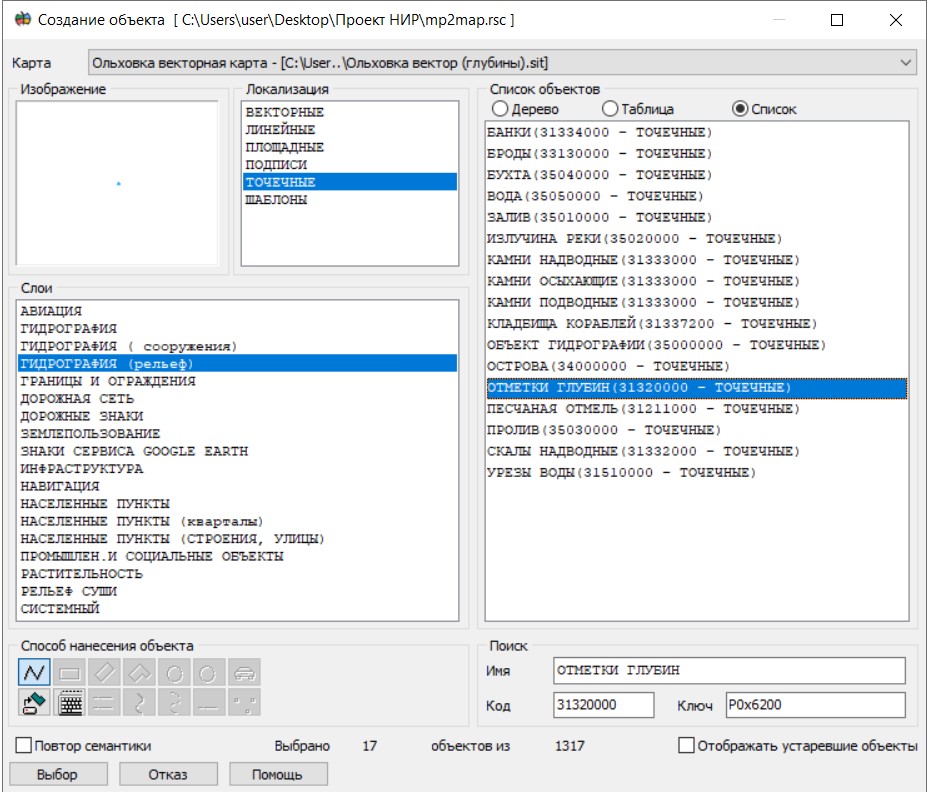 Создание объекта [ C:\Users\user\Desktop\Проект НИР\mp2map.rsc ]
Карта
Ольховка векторная карта - [C:\User..\Ольховка вектор (глубины).sit]
Изображение
Локализация
ВЕКТОРНЫЕ
ЛИНЕЙНЫЕ
ПЛОЩАДНЫЕ
ПОДПИСИ
ТОЧЕЧНЫЕ
ШАБЛОНЫ
Слои
АВИАЦИЯ
ГИДРОГРАФИЯ
ГИДРОГРАФИЯ ( сооружения)
ГИДРОГРАФИЯ (рельеф)
ГРАНИЦЫ И ОГРАЖДЕНИЯ
ДОРОЖНАЯ СЕТЬ
ДОРОЖНЫЕ ЗНАКИ
ЗЕМЛЕПОЛЬЗОВАНИЕ
ЗНАКИ СЕРВИСА GOOGLE EARTH
ИНФРАСТРУКТУРА
НАВИГАЦИЯ
НАСЕЛЕННЫЕ ПУНКТЫ
НАСЕЛЕННЫЕ ПУНКТЫ (кварталы)
НАСЕЛЕННЫЕ ПУНКТЫ (СТРОЕНИЯ, УЛИЦЫ)
ПРОМЫШЛЕН.И СОЦИАЛЬНЫЕ ОБЪЕКТЫ
РАСТИТЕЛЬНОСТЬ
РЕЛЬЕФ СУШИ
СИСТЕМНЫЙ
Список объектов
Дерево Таблица Список
БАНКИ(31334000 - ТОЧЕЧНЫЕ)
БРОДЫ(33130000 - ТОЧЕЧНЫЕ)
БУХТА(35040000 - ТОЧЕЧНЫЕ)
ВОДА(35050000 - ТОЧЕЧНЫЕ)
ЗАЛИВ(35010000 - ТОЧЕЧНЫЕ)
ИЗЛУЧИНА РЕКИ(35020000 - ТОЧЕЧНЫЕ)
КАМНИ НАДВОДНЫЕ(31333000 - ТОЧЕЧНЫЕ)
КАМНИ ОСЫХАЮЩИЕ(31333000 - ТОЧЕЧНЫЕ)
КАМНИ ПОДВОДНЫЕ(31333000 - ТОЧЕЧНЫЕ)
КЛАДБИЩА КОРАБЛЕЙ(31337200 - ТОЧЕЧНЫЕ)
ОБЪЕКТ ГИДРОГРАФИИ(35000000 - ТОЧЕЧНЫЕ)
ОСТРОВА(34000000 - ТОЧЕЧНЫЕ)
ОТМЕТКИ ГЛУБИН(31320000 - ТОЧЕЧНЫЕ)
ПЕСЧАНАЯ ОТМЕЛЬ(31211000 - ТОЧЕЧНЫЕ)
ПРОЛИВ(35030000 - ТОЧЕЧНЫЕ)
СКАЛЫ НАДВОДНЫЕ(31332000 - ТОЧЕЧНЫЕ)
УРЕЗЫ ВОДЫ(31510000 - ТОЧЕЧНЫЕ)
Способ нанесения объекта
Поиск
Имя ОТМЕТКИ ГЛУБИН
Код 31320000 Ключ P0x6200
Повтор семантики Выбрано 17 объектов из 1317 Отображать устаревшие объекты
Выбор Отказ Помощь